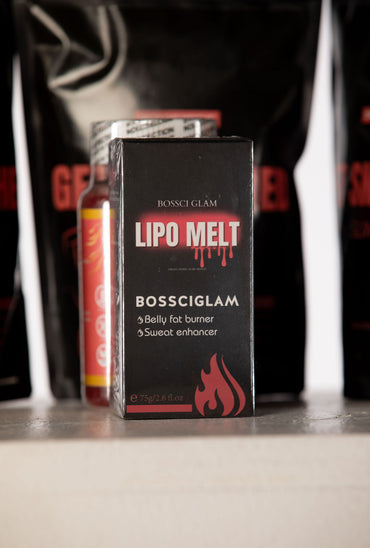 BOSSCI GLAM
LIPO MELT
BOSSCIGLAM
Belly fat burner
Sweat enhancer
℮ 75g/2.6 fl.oz